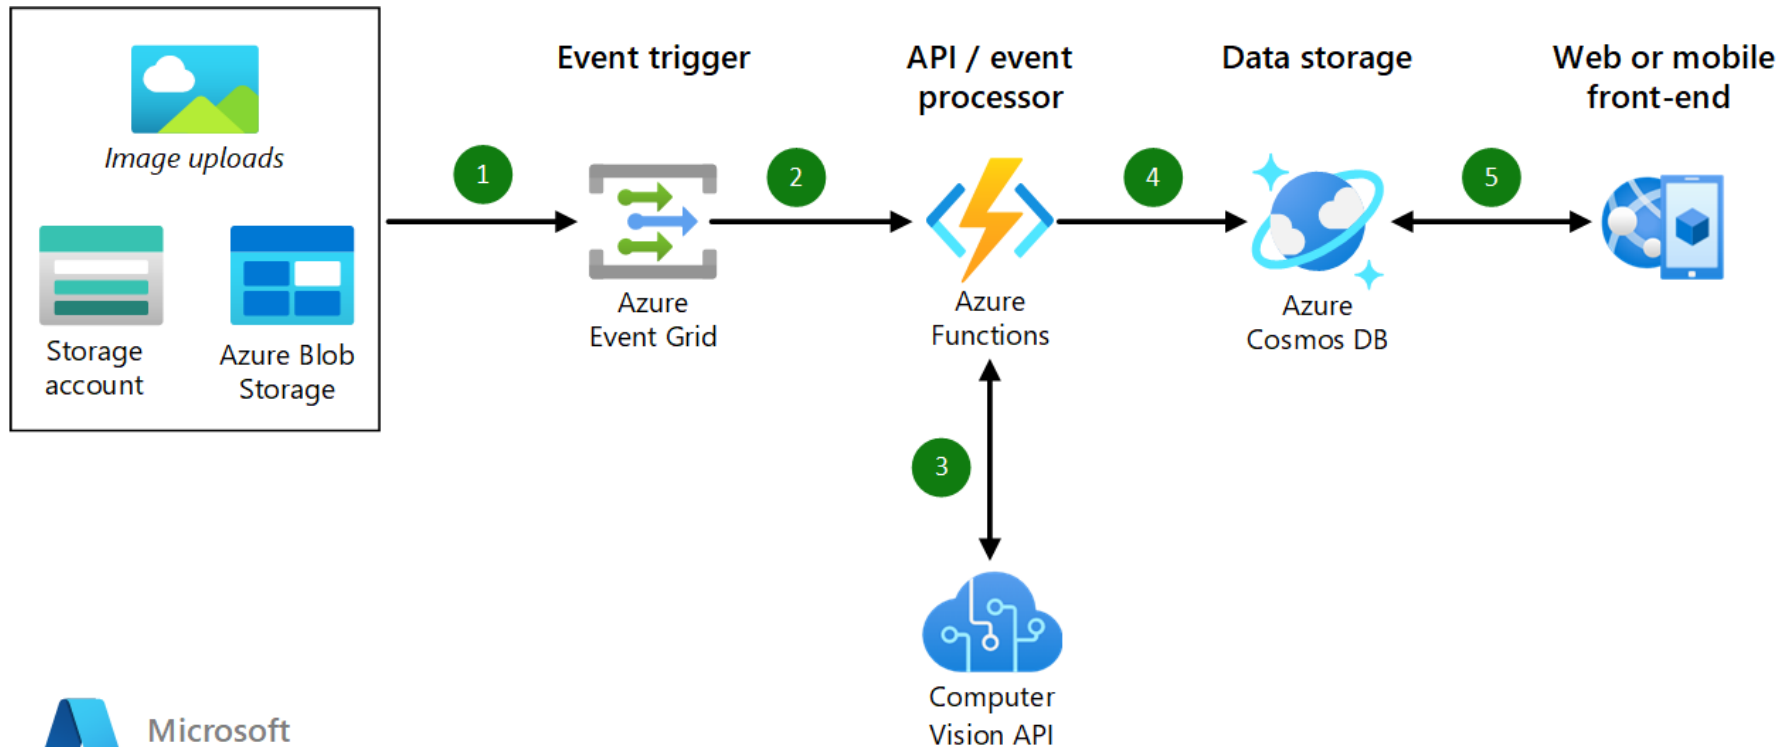 Image uploads
Storage
account
Azure Blob
Storage
1
Event trigger
Azure
Event Grid
2
API / event
processor
Azure
Functions
3
Computer
Vision API
4
Data storage
Azure
Cosmos DB
5
Web or mobile
front-end
Microsoft